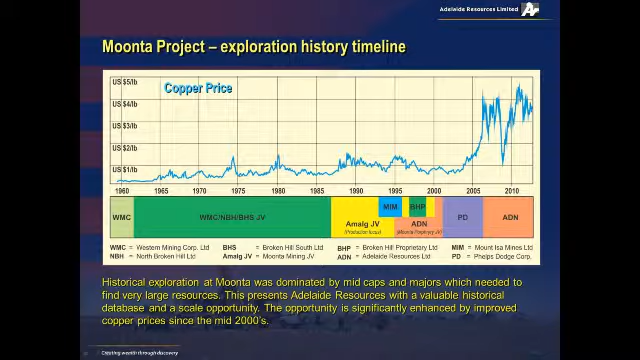 Adelaide Resources Limited
Moonta Project – exploration history timeline
Copper Price
US $5/lb
US $4/lb
US $3/lb
US $2/lb
US $1/lb
1960 1965 1970 1975 1980 1985 1990 1995 2000 2005 2010
WMC
WMC/NBH/BHS JV
Amalg JV
(Production focus)
MIM
BHP
ADN
(Moonta Porphyry JV)
PD
ADN
WMC = Western Mining Corp. Ltd
NBH = North Broken Hill Ltd
BHS = Broken Hill South Ltd
Amalg JV = Moonta Mining JV
BHP = Broken Hill Proprietary Ltd
ADN = Adelaide Resources Ltd
MIM = Mount Isa Mines Ltd
PD = Phelps Dodge Corp.
Historical exploration at Moonta was dominated by mid caps and majors which needed to
find very large resources. This presents Adelaide Resources with a valuable historical
database and a scale opportunity. The opportunity is significantly enhanced by improved
copper prices since the mid 2000's.
Creating wealth through discovery